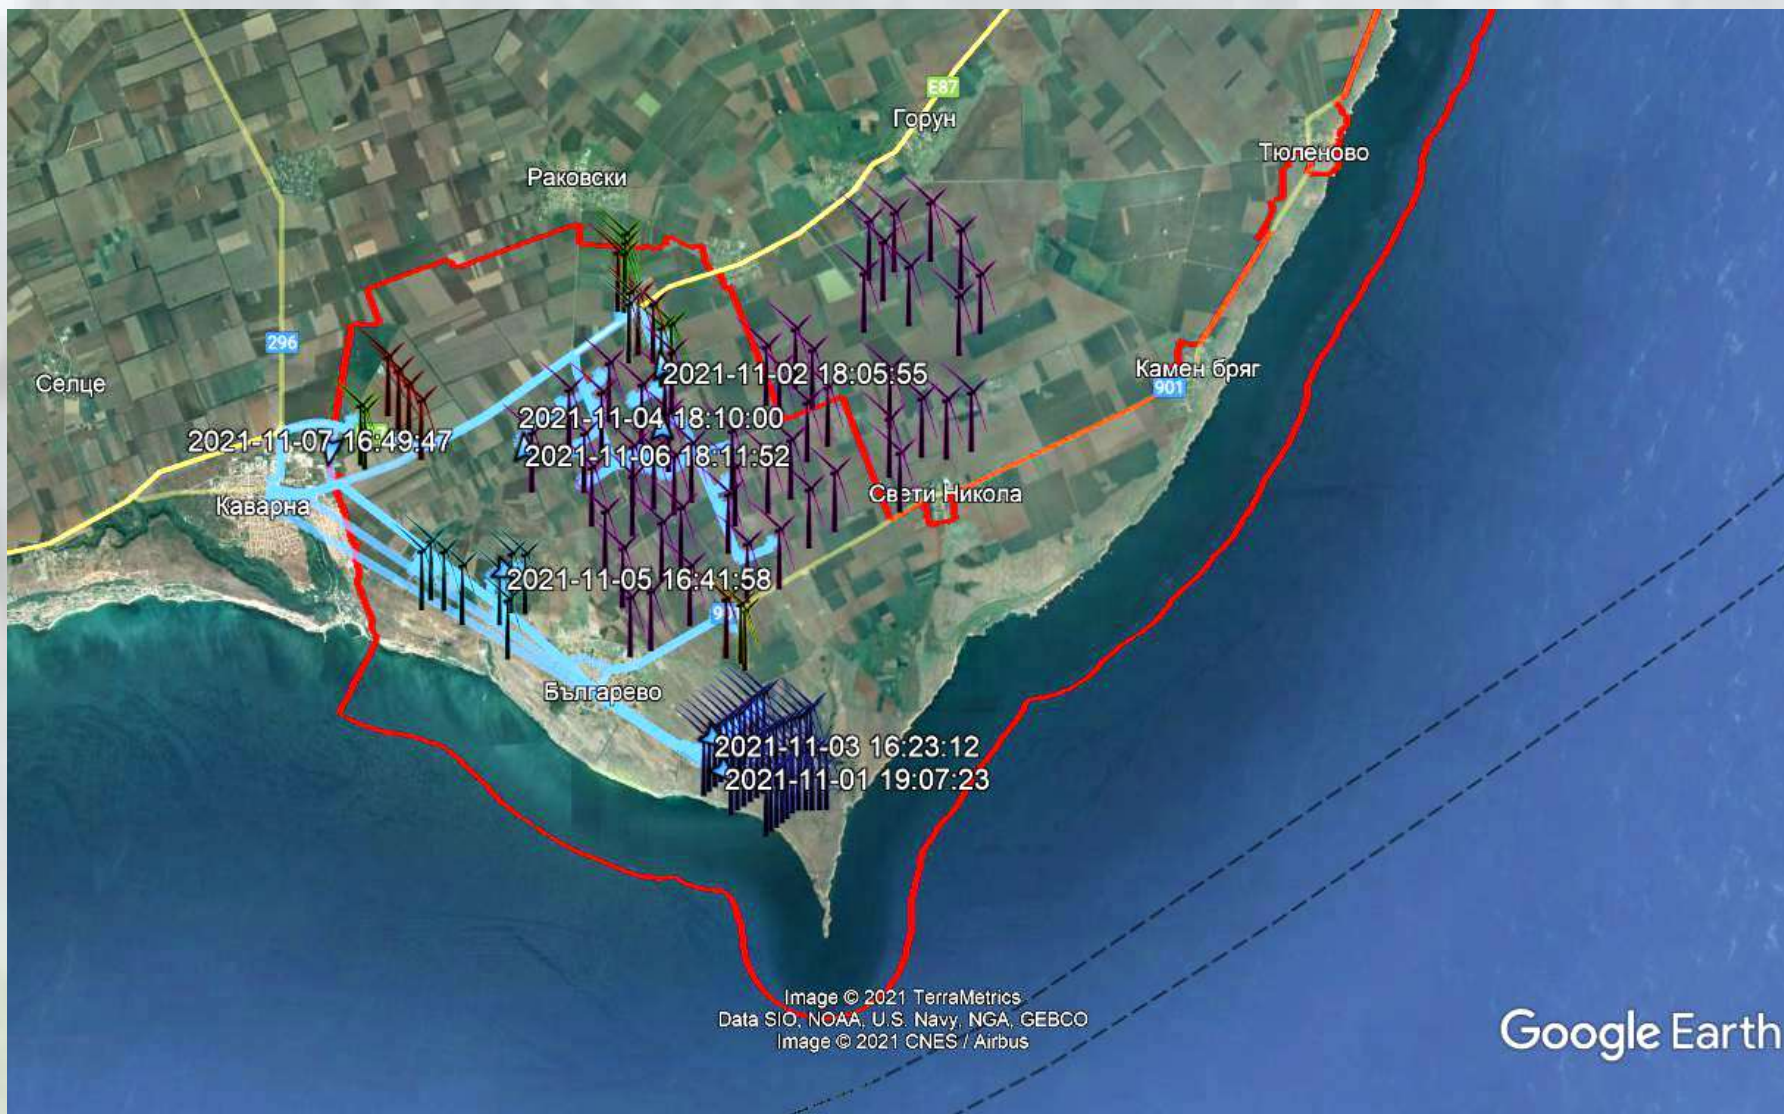 E87
Горун
Тюленово
Раковски
296
Камен бряг
901
Селце
2021-11-02 18:05:55
2021-11-04 18:10:00
2021-11-07 16:49:47
2021-11-06 18:11:52
Свети Никола
Каварна
2021-11-05 16:41:58
901
Българево
2021-11-03 16:23:12
2021-11-01 19:07:23
Image © 2021 TerraMetrics
Data SIO, NOAA, U.S. Navy, NGA, GEBCO
Image © 2021 CNES / Airbus
Google Earth